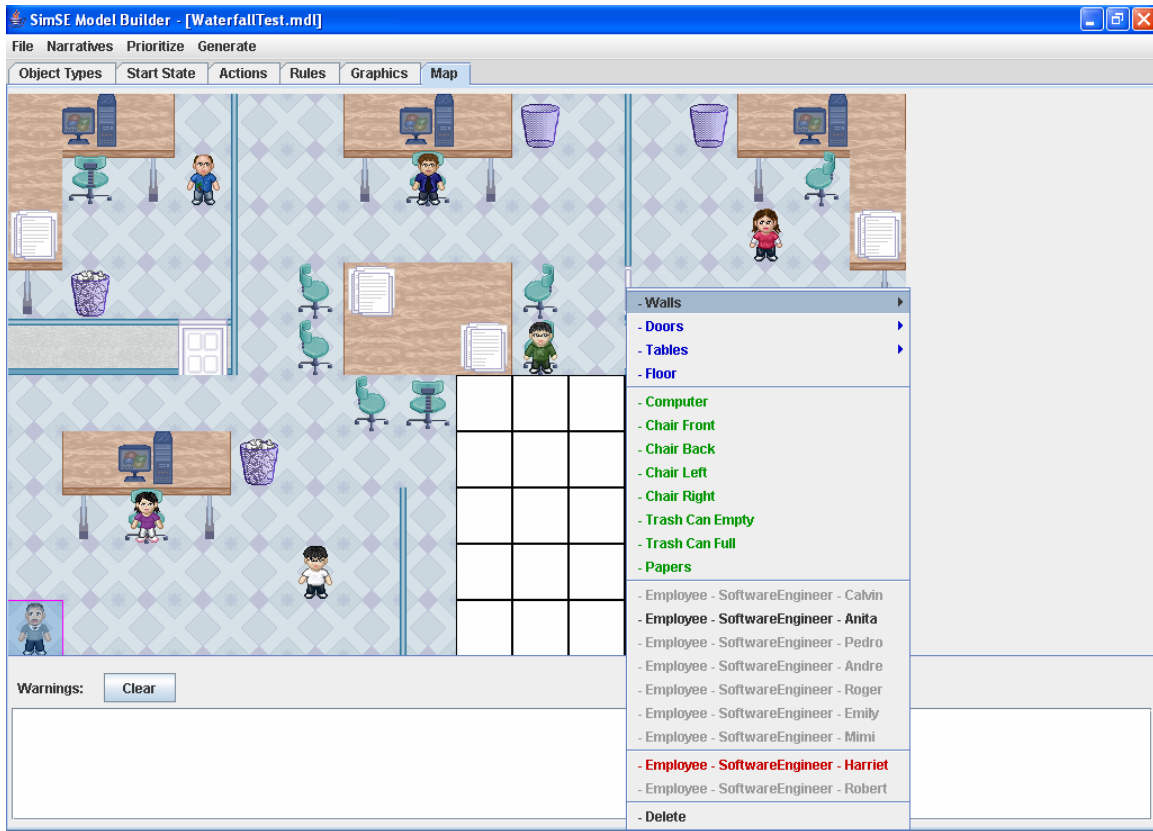 SimSE Model Builder - [WaterfallTest.mdl]
File Narratives Prioritize Generate
Object Types Start State Actions Rules Graphics Map
- Walls
- Doors
- Tables
- Floor
- Computer
- Chair Front
- Chair Back
- Chair Left
- Chair Right
- Trash Can Empty
- Trash Can Full
- Papers
- Employee - SoftwareEngineer - Calvin
- Employee - SoftwareEngineer - Anita
- Employee - SoftwareEngineer - Pedro
- Employee - SoftwareEngineer - Andre
- Employee - SoftwareEngineer - Roger
- Employee - SoftwareEngineer - Emily
- Employee - SoftwareEngineer - Mimi
- Employee - SoftwareEngineer - Harriet
- Employee - SoftwareEngineer - Robert
- Delete
Warnings: Clear